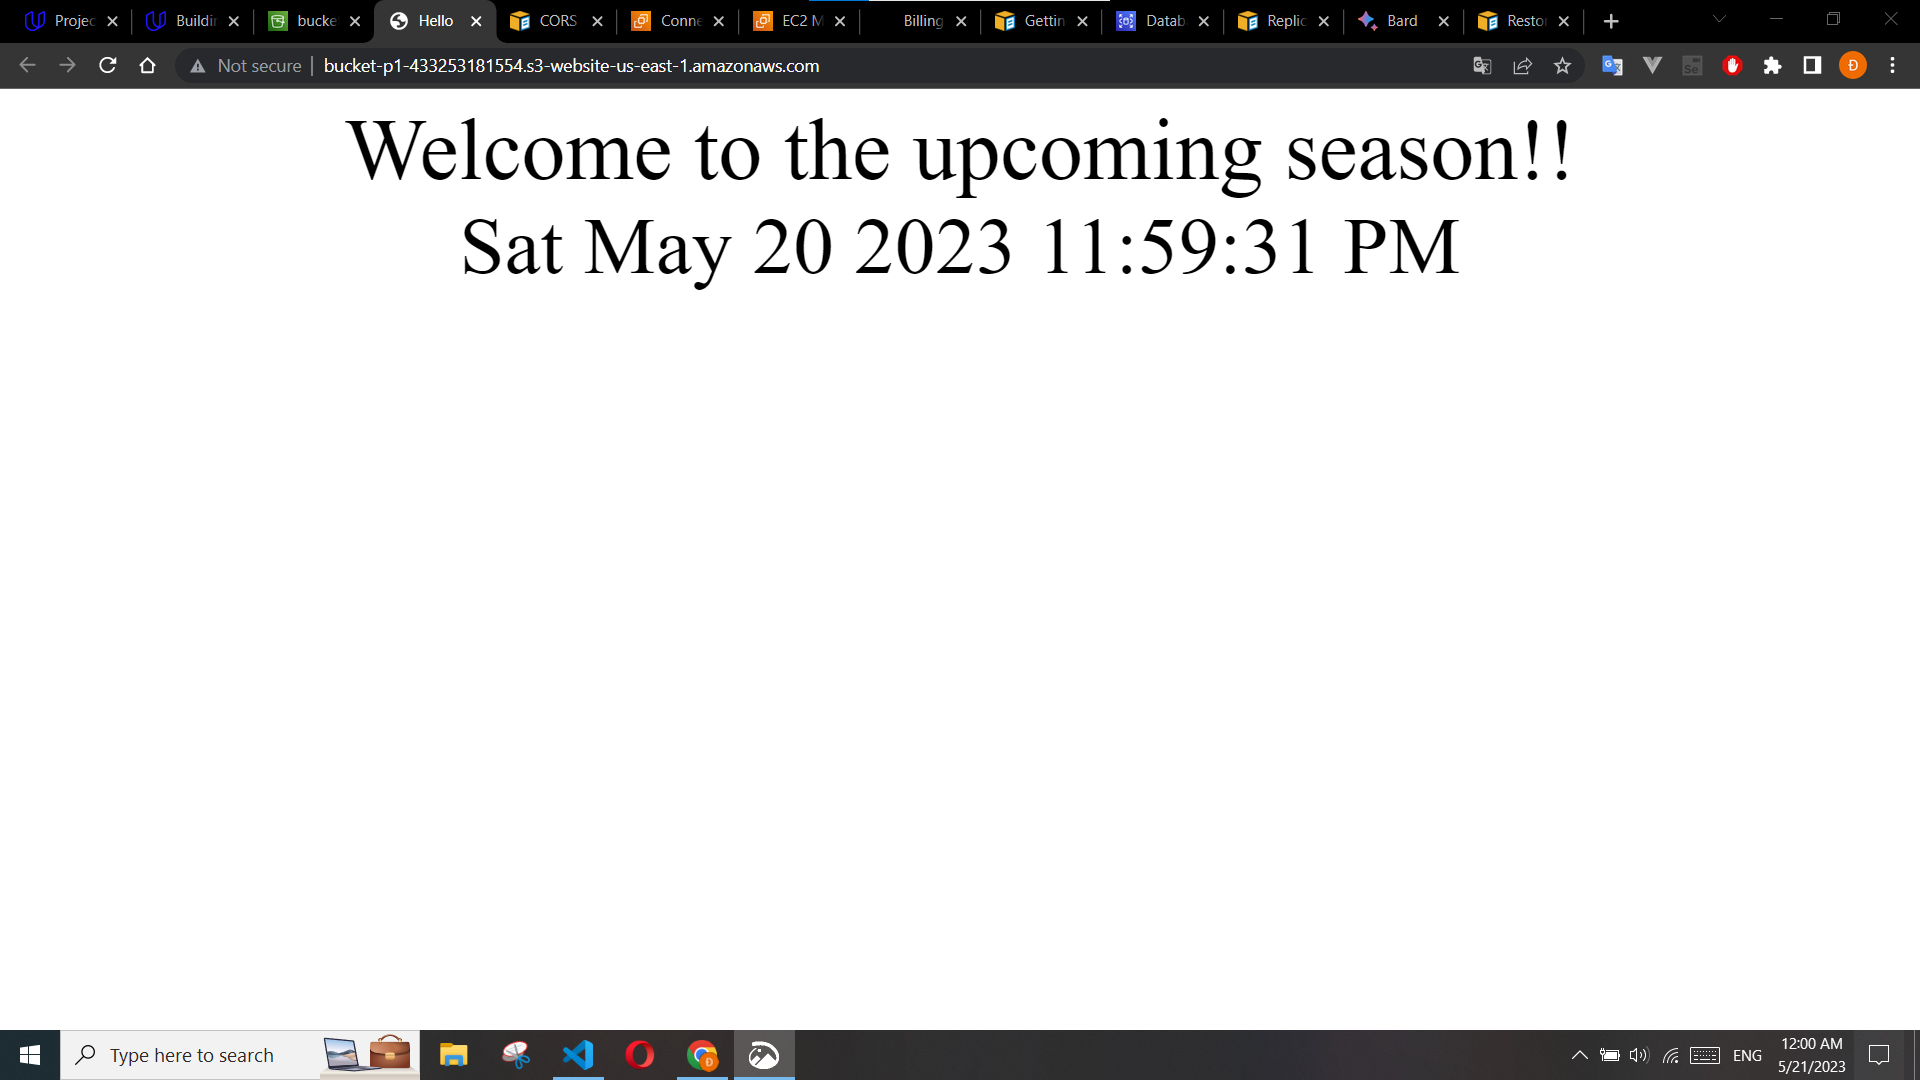 Projec
Buildin
bucke
Hello
CORS
Conne
EC2 M
Billing
Gettin
Datab
Replic
Bard
Restor
Not secure
bucket-p1-433253181554.s3-website-us-east-1.amazonaws.com
Se
Đ
Welcome to the upcoming season!!
Sat May 20 2023 11:59:31 PM
Type here to search
Đ
ENG
12:00 AM
5/21/2023